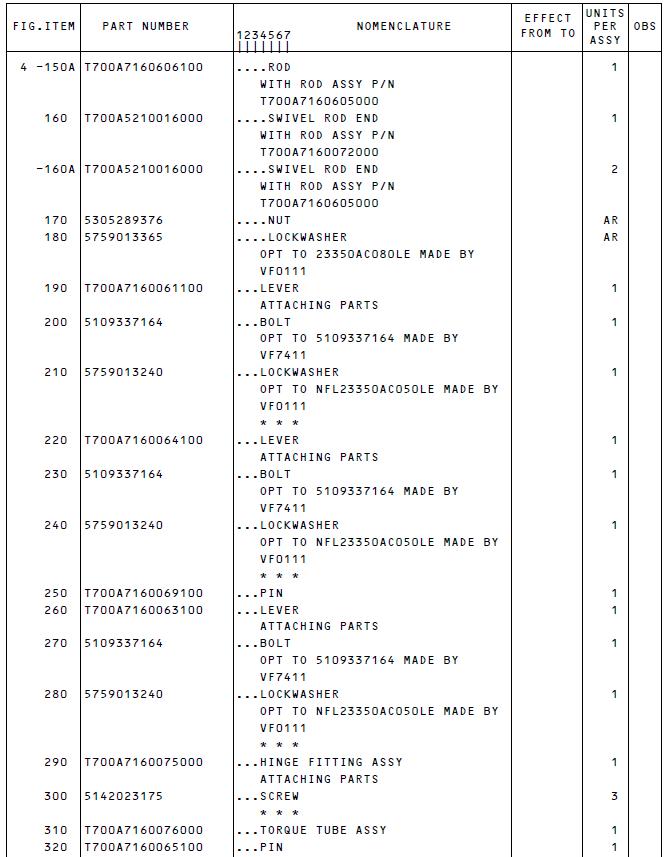 FIG.ITEM PART NUMBER 1234567 NOMENCLATURE EFFECT FROM TO UNITS PER ASSY OBS
4 -150A T700A7160606100 ....ROD 1
WITH ROD ASSY P/N
T700A7160605000
160 T700A5210016000 ....SWIVEL ROD END 1
WITH ROD ASSY P/N
T700A7160072000
-160A T700A5210016000 ....SWIVEL ROD END 2
WITH ROD ASSY P/N
T700A7160605000
170 5305289376 ....NUT AR
180 5759013365 ....LOCKWASHER AR
OPT TO 23350AC080LE MADE BY
VF0111
190 T700A7160061100 ...LEVER 1
ATTACHING PARTS
200 5109337164 ...BOLT 1
OPT TO 5109337164 MADE BY
VF7411
210 5759013240 ...LOCKWASHER 1
OPT TO NFL23350AC050LE MADE BY
VF0111
* * *
220 T700A7160064100 ...LEVER 1
ATTACHING PARTS
230 5109337164 ...BOLT 1
OPT TO 5109337164 MADE BY
VF7411
240 5759013240 ...LOCKWASHER 1
OPT TO NFL23350AC050LE MADE BY
VF0111
* * *
250 T700A7160069100 ...PIN 1
260 T700A7160063100 ...LEVER 1
ATTACHING PARTS
270 5109337164 ...BOLT 1
OPT TO 5109337164 MADE BY
VF7411
280 5759013240 ...LOCKWASHER 1
OPT TO NFL23350AC050LE MADE BY
VF0111
* * *
290 T700A7160075000 ...HINGE FITTING ASSY 1
ATTACHING PARTS
300 5142023175 ...SCREW 3
* * *
310 T700A7160076000 ...TORQUE TUBE ASSY 1
320 T700A7160065100 ...PIN 1